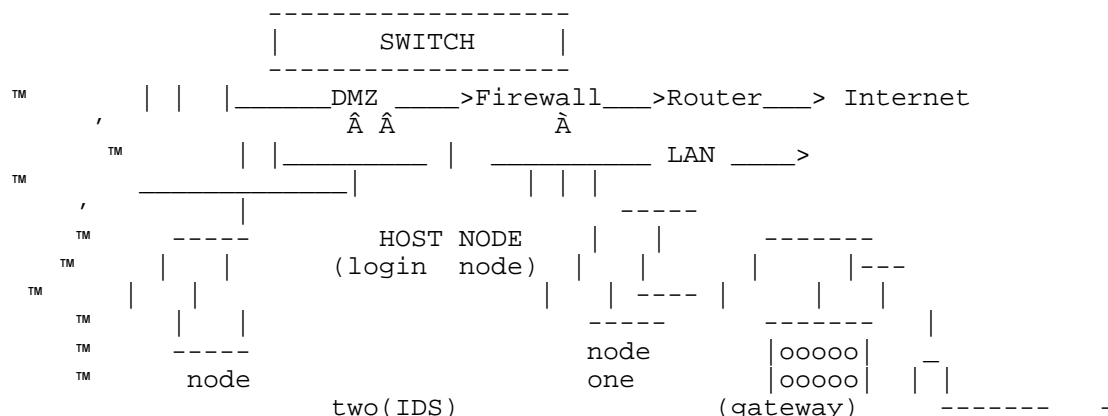 -------------------
| SWITCH |
-------------------
™ | | |______DMZ ____>Firewall___>Router___> Internet
′ Â Â À
™ | |_________ | __________ LAN ____>
™ _____________| | | |
′ | -----
™ ----- HOST NODE | | -------
™ | | (login node) | | | |---
™ | | | | ---- | | |
™ | | ----- ------- |
™ ----- node |ooooo| _
™ node one |ooooo| | |
two(IDS) (gateway) ------- -